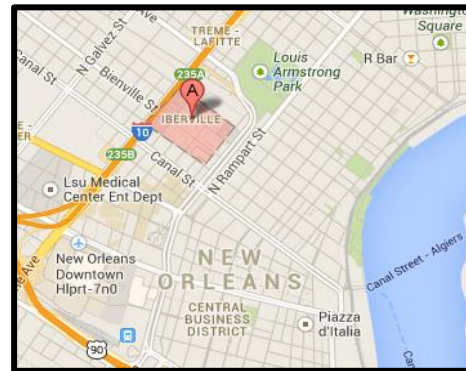 Washington
Square
TREME -
LAFITTE
N Galvez St
Canal St
Bienville St
235A
Louis
Armstrong
Park
R Bar
A
IBERVILLE
10
235B
Canal St
N Rampart St
Lsu Medical
Center Ent Dept
New Orleans
Downtown
Hlprt-7n0
NEW
ORLEANS
CENTRAL
BUSINESS
DISTRICT
Piazza
d'Italia
Canal Street - Algiers
90